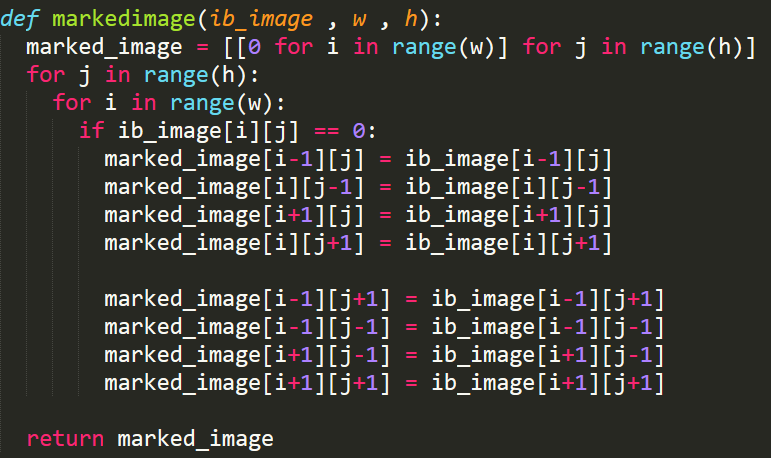 def markedimage(ib_image , w , h):
  marked_image = [[0 for i in range(w)] for j in range(h)]
  for j in range(h):
    for i in range(w):
      if ib_image[i][j] == 0:
        marked_image[i-1][j] = ib_image[i-1][j]
        marked_image[i][j-1] = ib_image[i][j-1]
        marked_image[i+1][j] = ib_image[i+1][j]
        marked_image[i][j+1] = ib_image[i][j+1]

        marked_image[i-1][j+1] = ib_image[i-1][j+1]
        marked_image[i-1][j-1] = ib_image[i-1][j-1]
        marked_image[i+1][j-1] = ib_image[i+1][j-1]
        marked_image[i+1][j+1] = ib_image[i+1][j+1]

  return marked_image